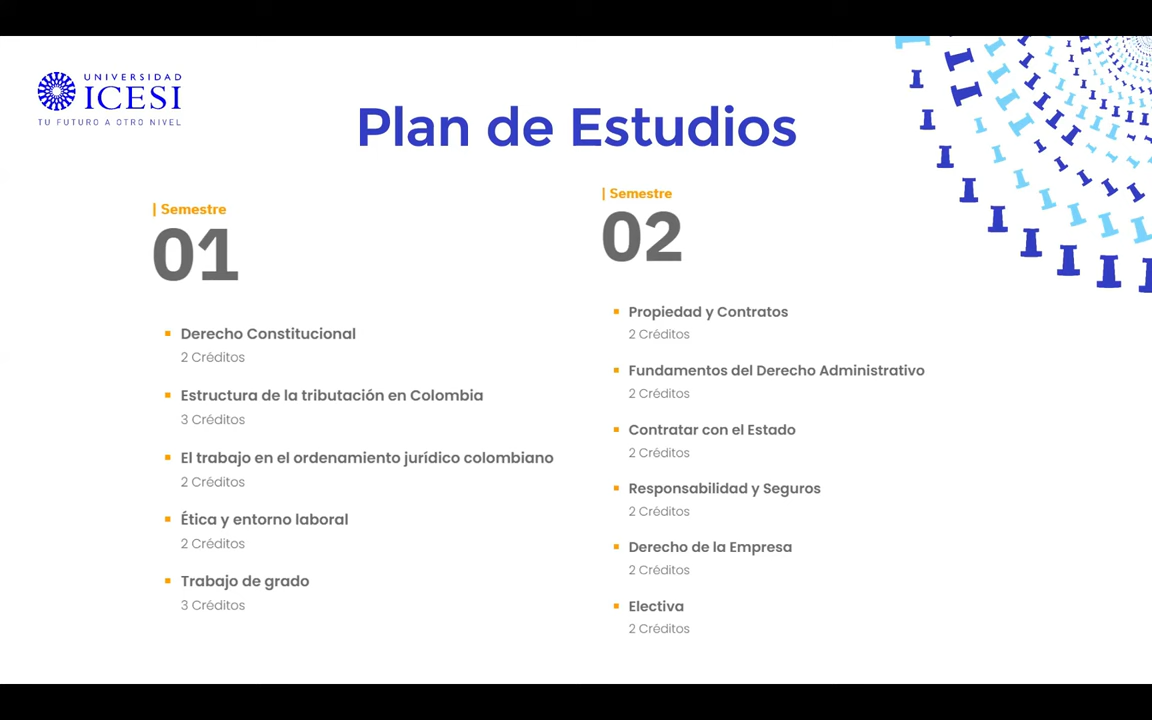 UNIVERSIDAD
ICESI
TU FUTURO A OTRO NIVEL
Plan de Estudios
| Semestre
01
Derecho Constitucional
2 Créditos
Estructura de la tributación en Colombia
3 Créditos
El trabajo en el ordenamiento jurídico colombiano
2 Créditos
Ética y entorno laboral
2 Créditos
Trabajo de grado
3 Créditos
| Semestre
02
Propiedad y Contratos
2 Créditos
Fundamentos del Derecho Administrativo
2 Créditos
Contratar con el Estado
2 Créditos
Responsabilidad y Seguros
2 Créditos
Derecho de la Empresa
2 Créditos
Electiva
2 Créditos